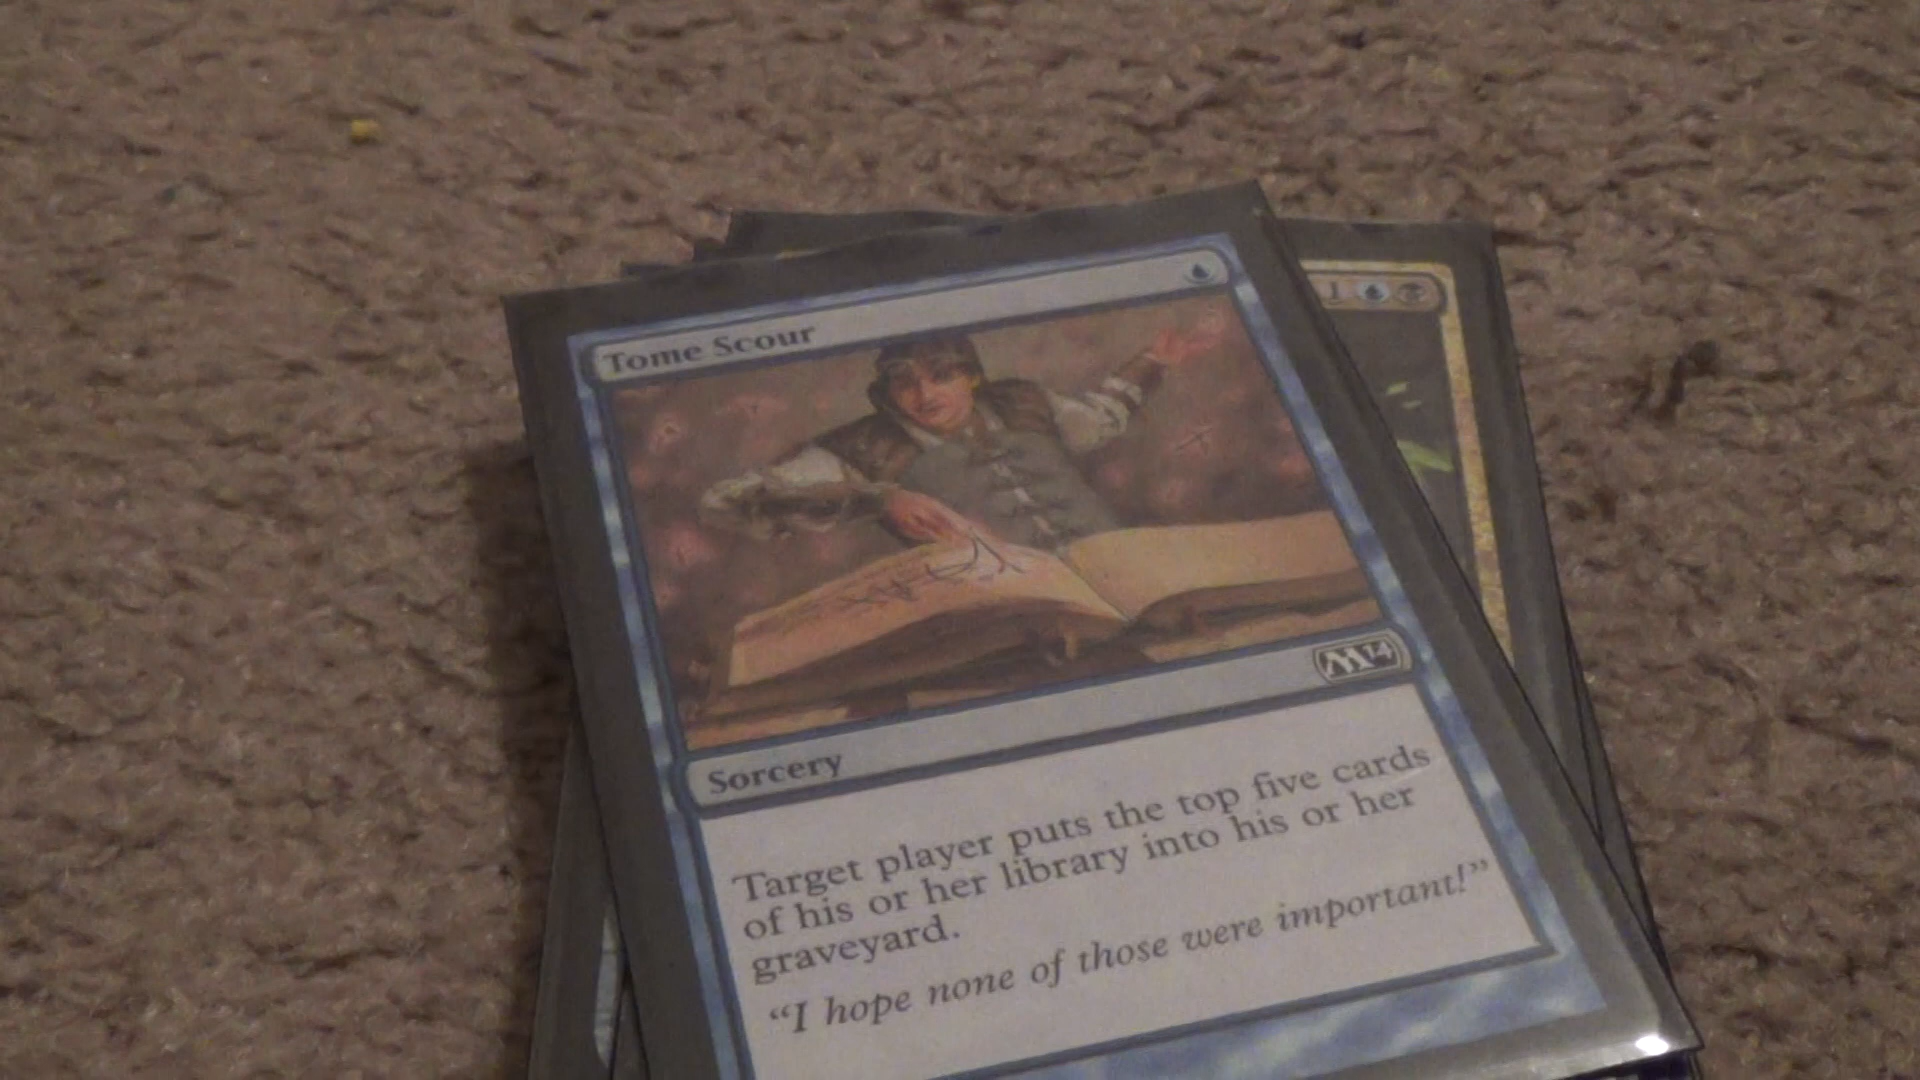 Tome Scour
1
M14
Sorcery
Target player puts the top five cards
of his or her library into his or her
graveyard.
“I hope none of those were important!”